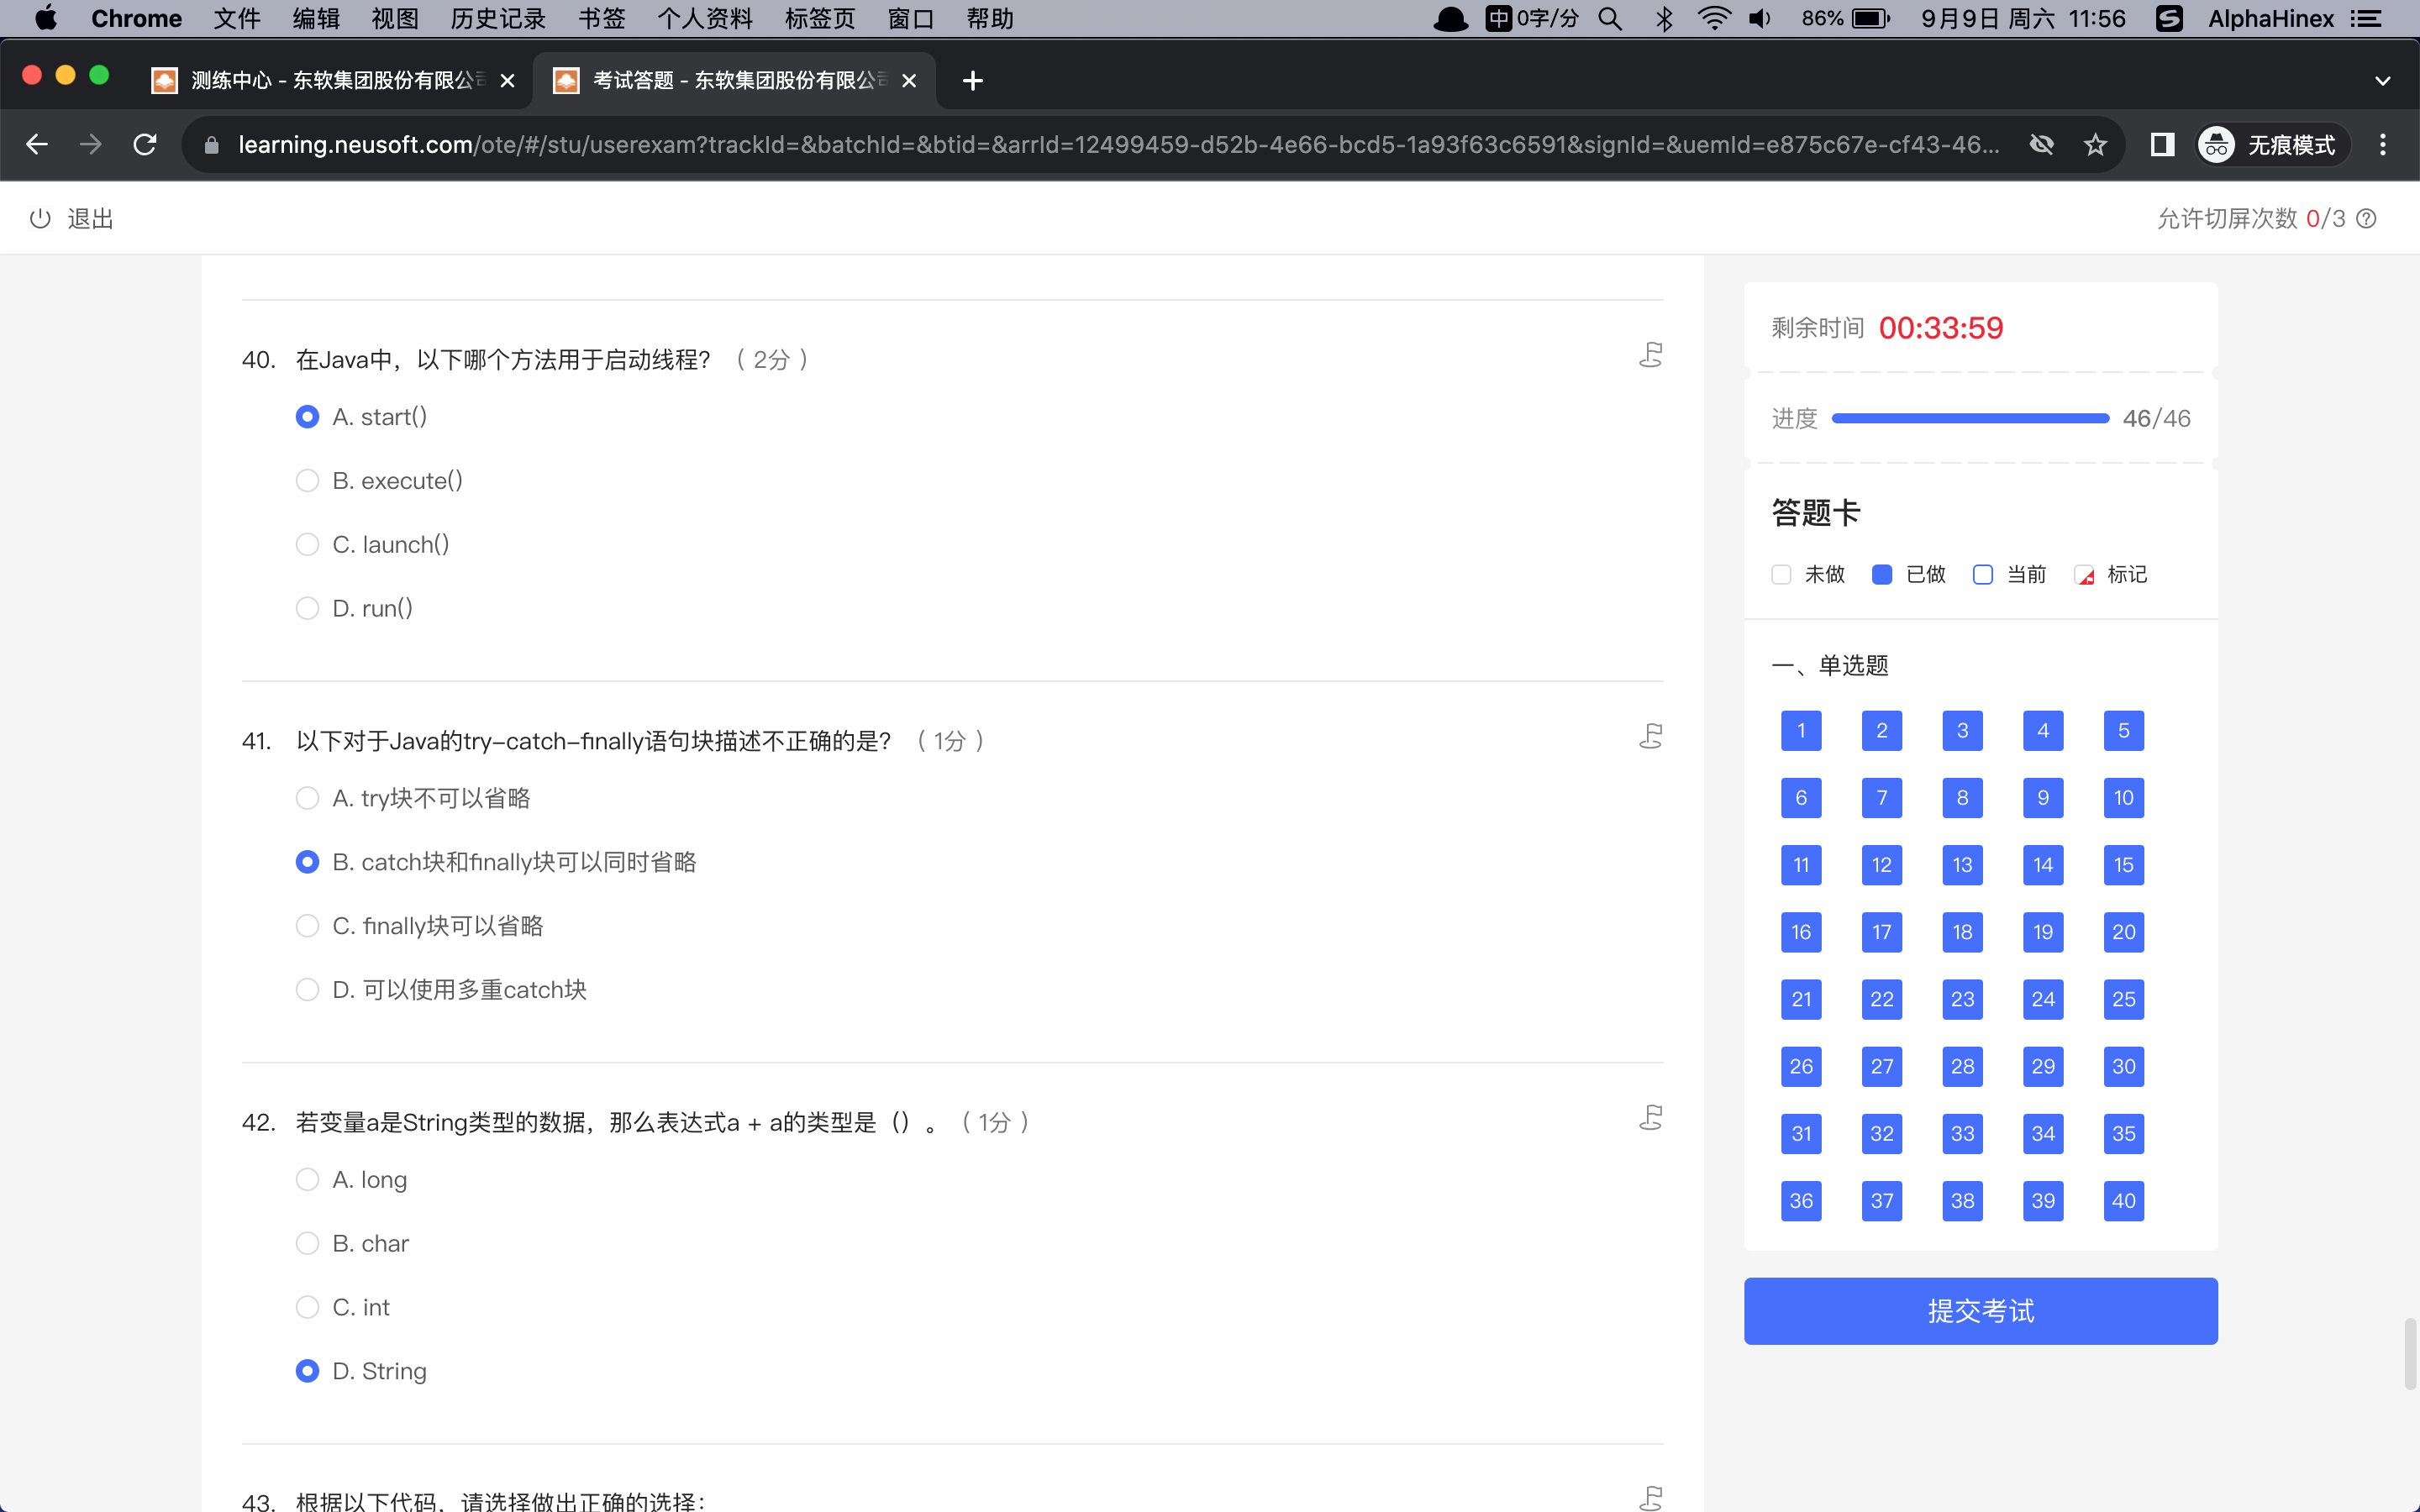 Chrome 文件 编辑 视图 历史记录 书签 个人资料 标签页 窗口 帮助 中 0字/分 86% 9月9日 周六 11:56 S AlphaHinex
测练中心 - 东软集团股份有限公司 考试答题 - 东软集团股份有限公司
learning.neusoft.com/ote/#/stu/userexam?trackId=&batchId=&btid=&arrId=12499459-d52b-4e66-bcd5-1a93f63c6591&signId=&uemId=e875c67e-cf43-46... 无痕模式
退出 允许切屏次数 0/3
40. 在Java中，以下哪个方法用于启动线程？（ 2分 ）
A. start()
B. execute()
C. launch()
D. run()
41. 以下对于Java的try-catch-finally语句块描述不正确的是？（ 1分 ）
A. try块不可以省略
B. catch块和finally块可以同时省略
C. finally块可以省略
D. 可以使用多重catch块
42. 若变量a是String类型的数据，那么表达式a + a的类型是（）。（ 1分 ）
A. long
B. char
C. int
D. String
43. 根据以下代码，请选择做出正确的选择：
剩余时间 00:33:59
进度 46/46
答题卡
未做 已做 当前 标记
一、单选题
1 2 3 4 5
6 7 8 9 10
11 12 13 14 15
16 17 18 19 20
21 22 23 24 25
26 27 28 29 30
31 32 33 34 35
36 37 38 39 40
提交考试